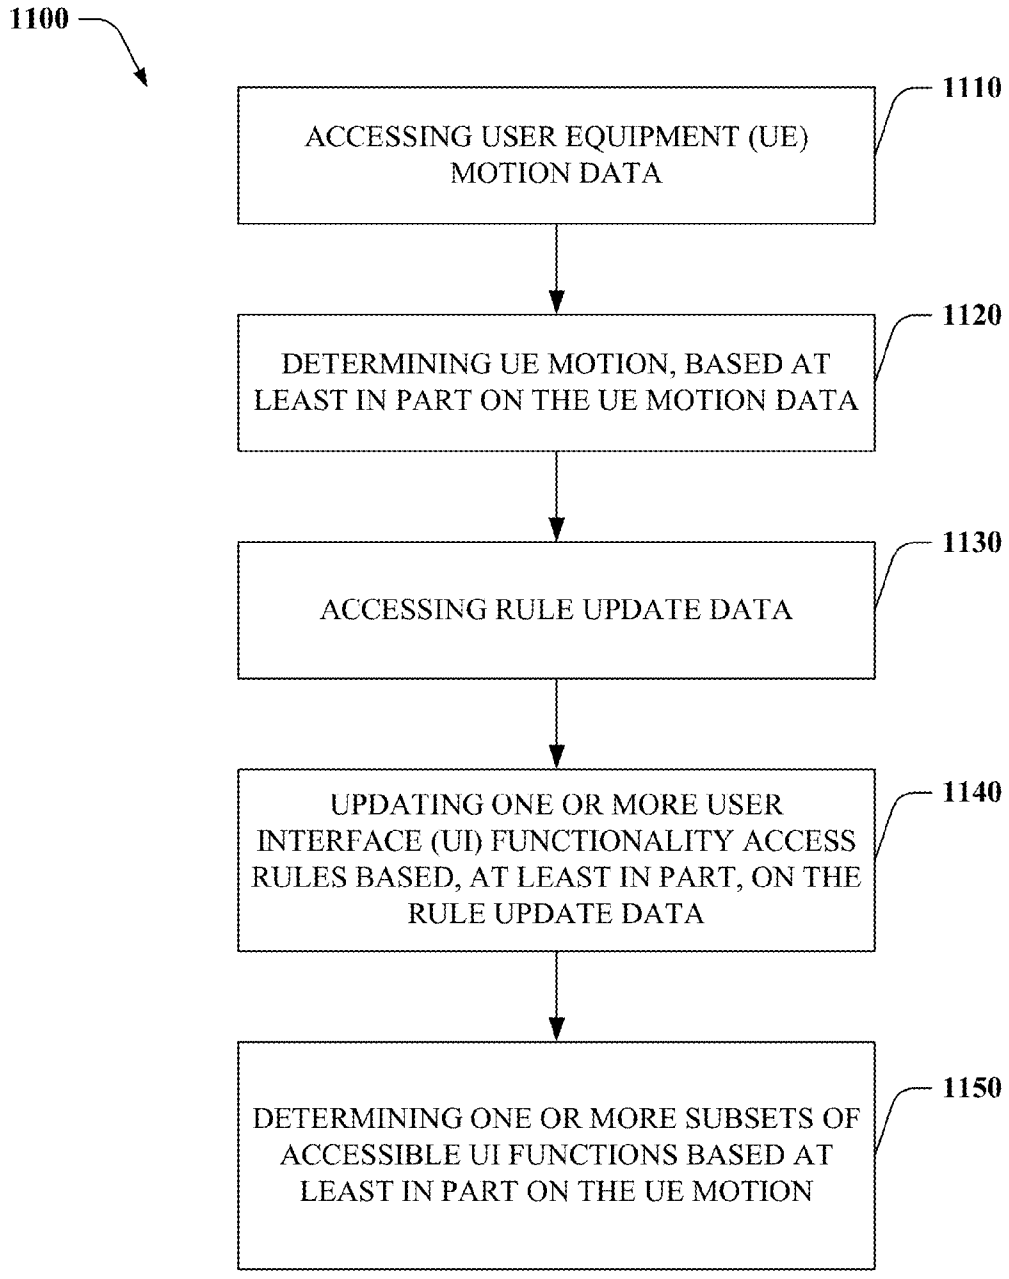 1100
1110
ACCESSING USER EQUIPMENT (UE)
MOTION DATA
1120
DETERMINING UE MOTION, BASED AT
LEAST IN PART ON THE UE MOTION DATA
1130
ACCESSING RULE UPDATE DATA
1140
UPDATING ONE OR MORE USER
INTERFACE (UI) FUNCTIONALITY ACCESS
RULES BASED, AT LEAST IN PART, ON THE
RULE UPDATE DATA
1150
DETERMINING ONE OR MORE SUBSETS OF
ACCESSIBLE UI FUNCTIONS BASED AT
LEAST IN PART ON THE UE MOTION